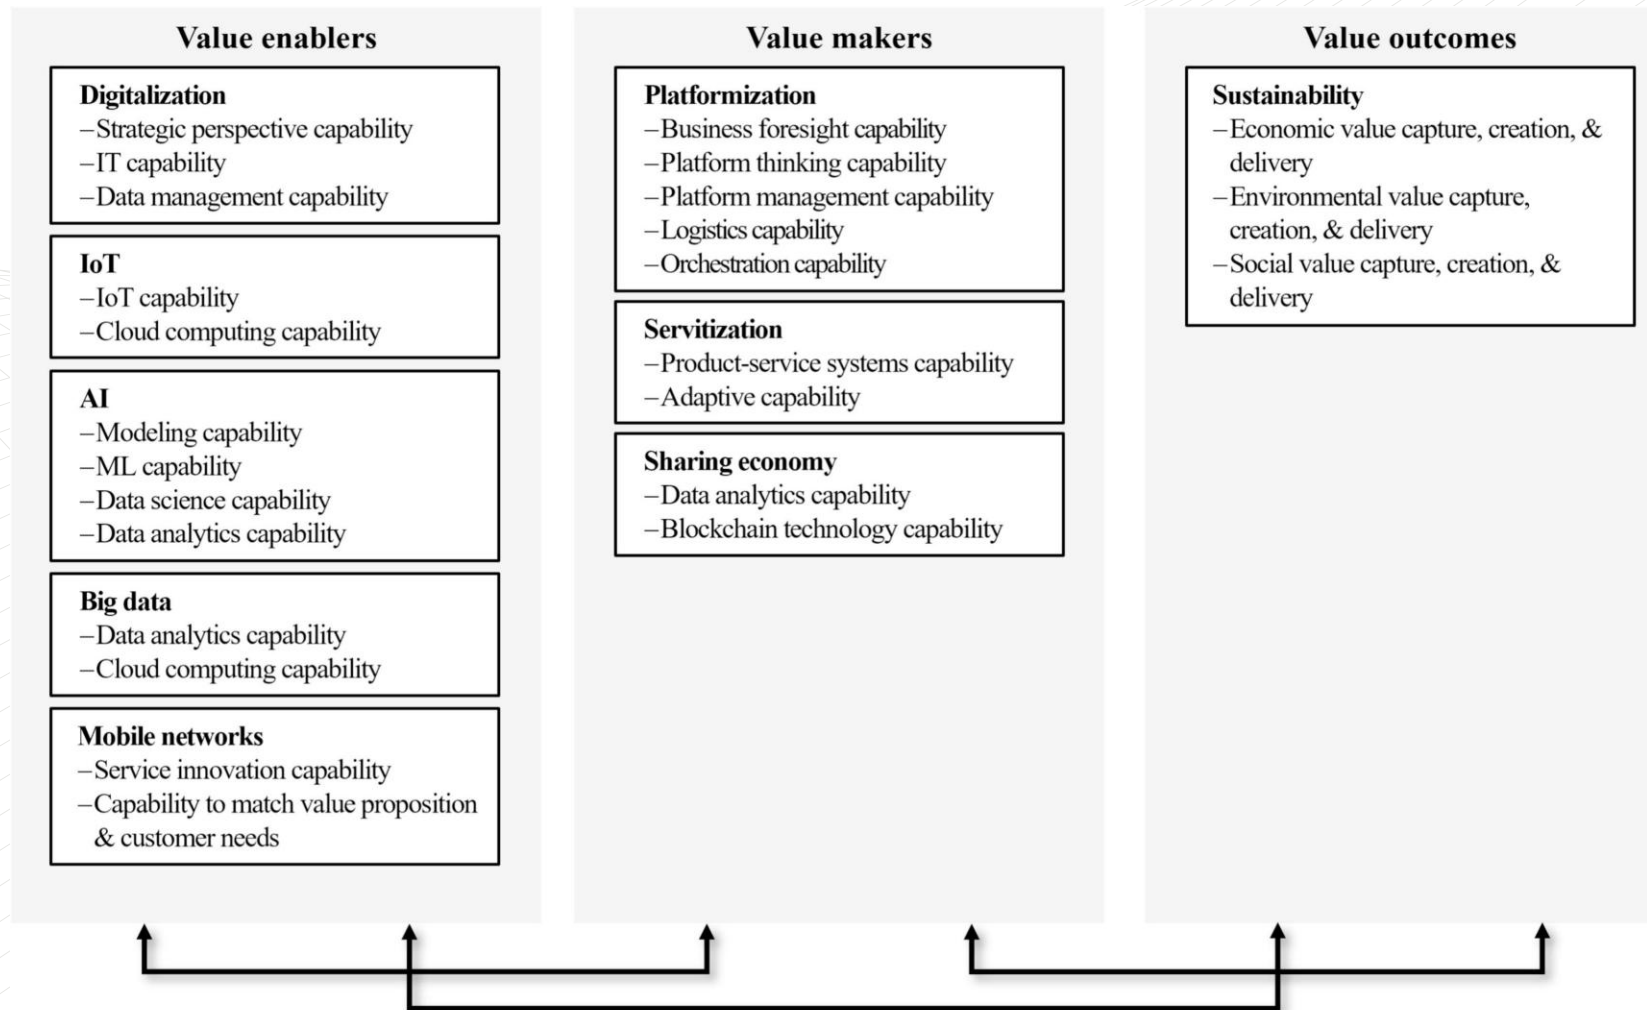 Value enablers
Digitalization
–Strategic perspective capability
–IT capability
–Data management capability
IoT
–IoT capability
–Cloud computing capability
AI
–Modeling capability
–ML capability
–Data science capability
–Data analytics capability
Big data
–Data analytics capability
–Cloud computing capability
Mobile networks
–Service innovation capability
–Capability to match value proposition
& customer needs
Value makers
Platformization
–Business foresight capability
–Platform thinking capability
–Platform management capability
–Logistics capability
–Orchestration capability
Servitization
–Product-service systems capability
–Adaptive capability
Sharing economy
–Data analytics capability
–Blockchain technology capability
Value outcomes
Sustainability
–Economic value capture, creation, &
delivery
–Environmental value capture,
creation, & delivery
–Social value capture, creation, &
delivery